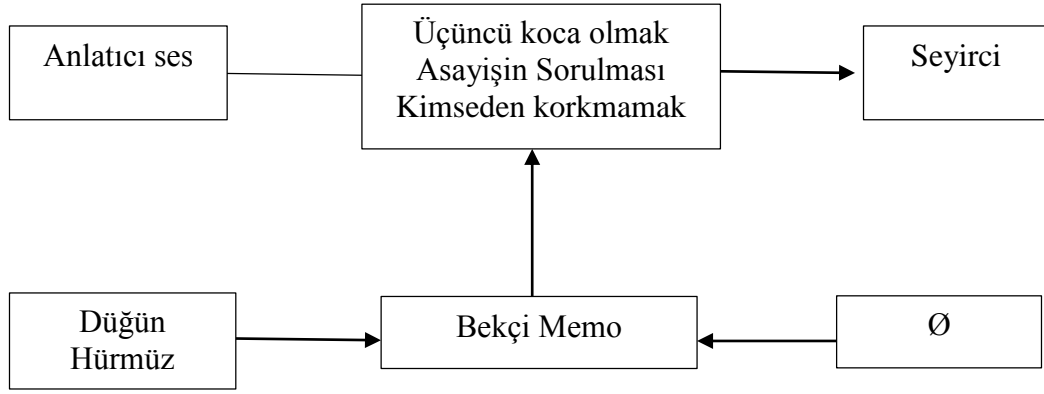 Anlatıcı ses
Üçüncü koca olmak
Asayişin Sorulması
Kimseden korkmamak
Seyirci
Düğün
Hürmüz
Bekçi Memo
Ø